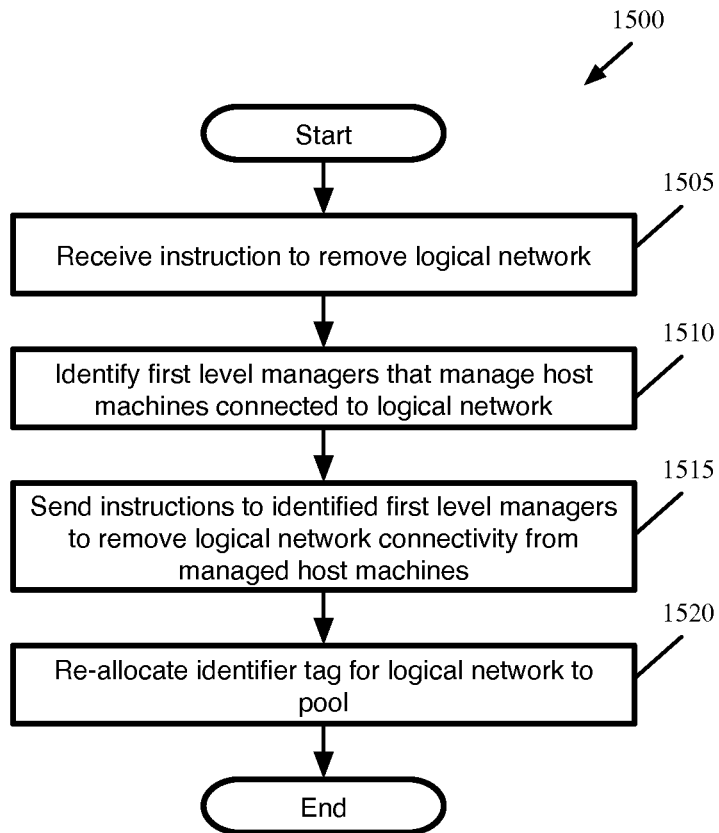 1500
Start
1505
Receive instruction to remove logical network
1510
Identify first level managers that manage host
machines connected to logical network
1515
Send instructions to identified first level managers
to remove logical network connectivity from
managed host machines
1520
Re-allocate identifier tag for logical network to
pool
End